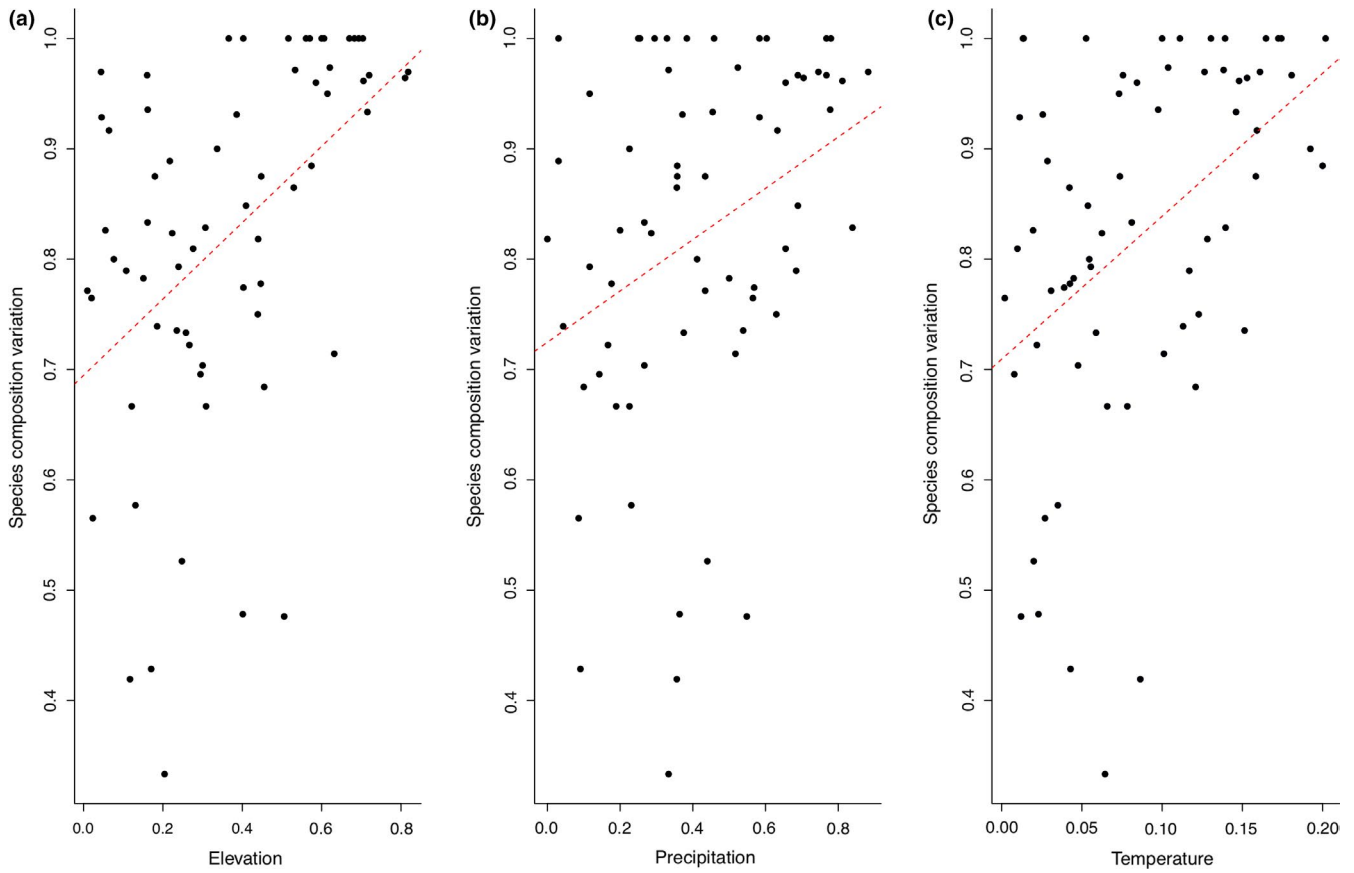 (a)
Species composition variation
1.0
0.9
0.8
0.7
0.6
0.5
0.4
0.0 0.2 0.4 0.6 0.8
Elevation
(b)
Species composition variation
1.0
0.9
0.8
0.7
0.6
0.5
0.4
0.0 0.2 0.4 0.6 0.8
Precipitation
(c)
Species composition variation
1.0
0.9
0.8
0.7
0.6
0.5
0.4
0.00 0.05 0.10 0.15 0.20
Temperature